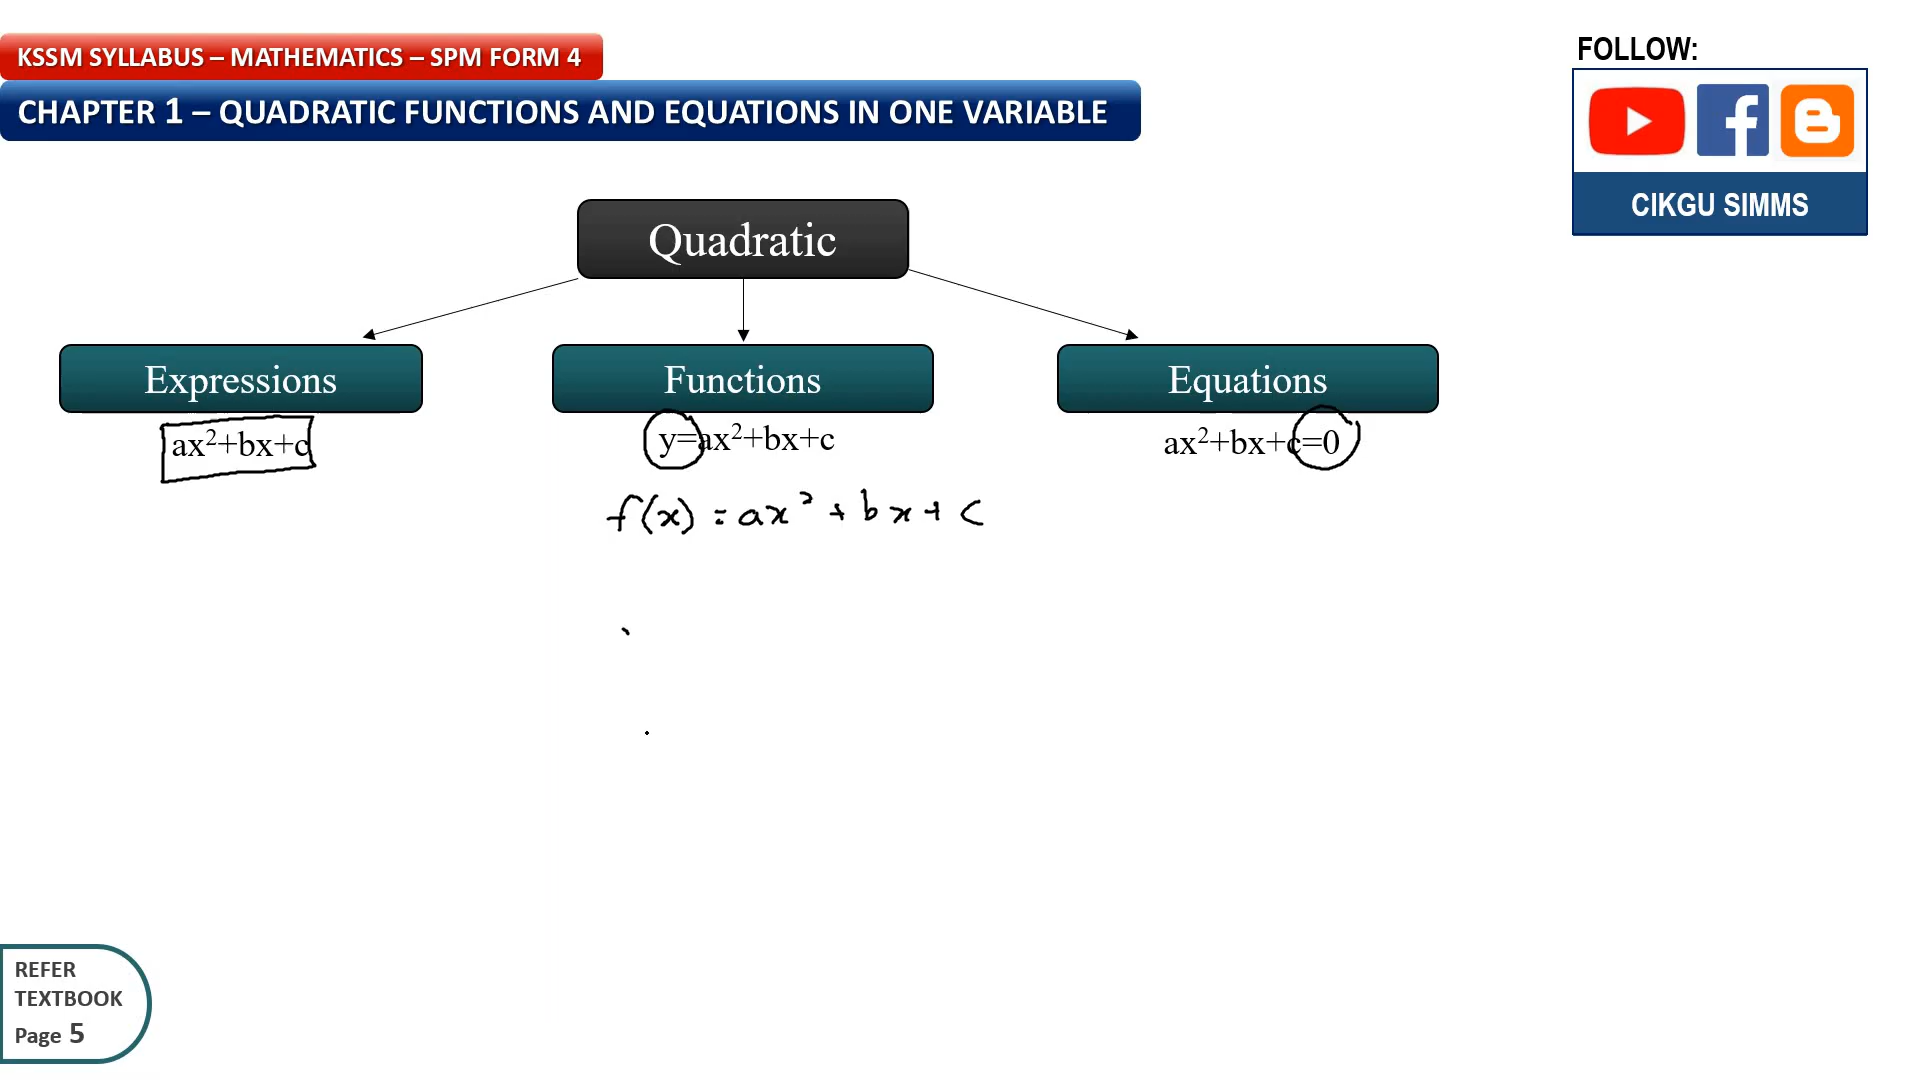 KSSM SYLLABUS – MATHEMATICS – SPM FORM 4
CHAPTER 1 – QUADRATIC FUNCTIONS AND EQUATIONS IN ONE VARIABLE
FOLLOW:
CIKGU SIMMS
Quadratic
Expressions
ax²+bx+c
Functions
y=ax²+bx+c
f(x) = ax² + bx + c
Equations
ax²+bx+c=0
REFER
TEXTBOOK
Page 5